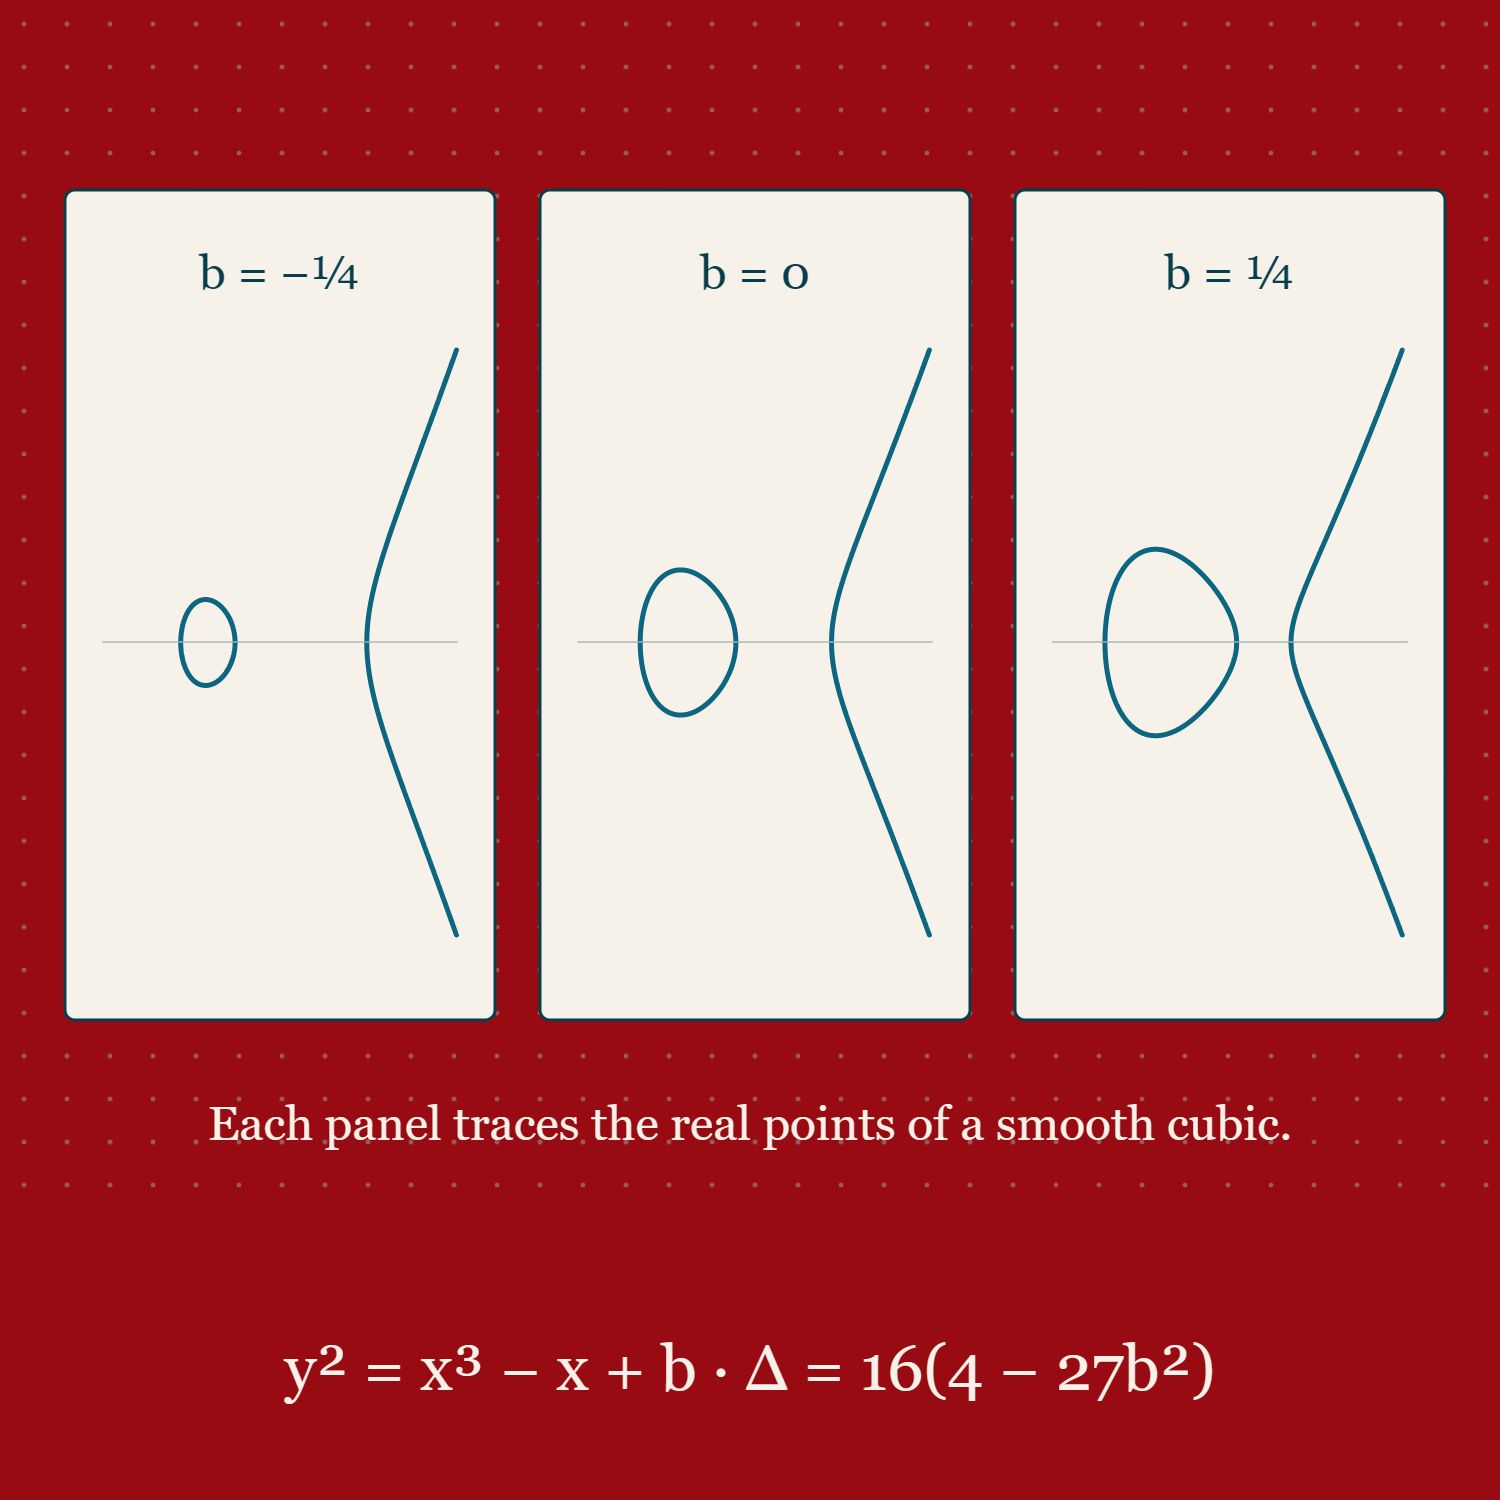 b = −¼
b = 0
b = ¼
Each panel traces the real points of a smooth cubic.
y² = x³ − x + b · Δ = 16(4 − 27b²)